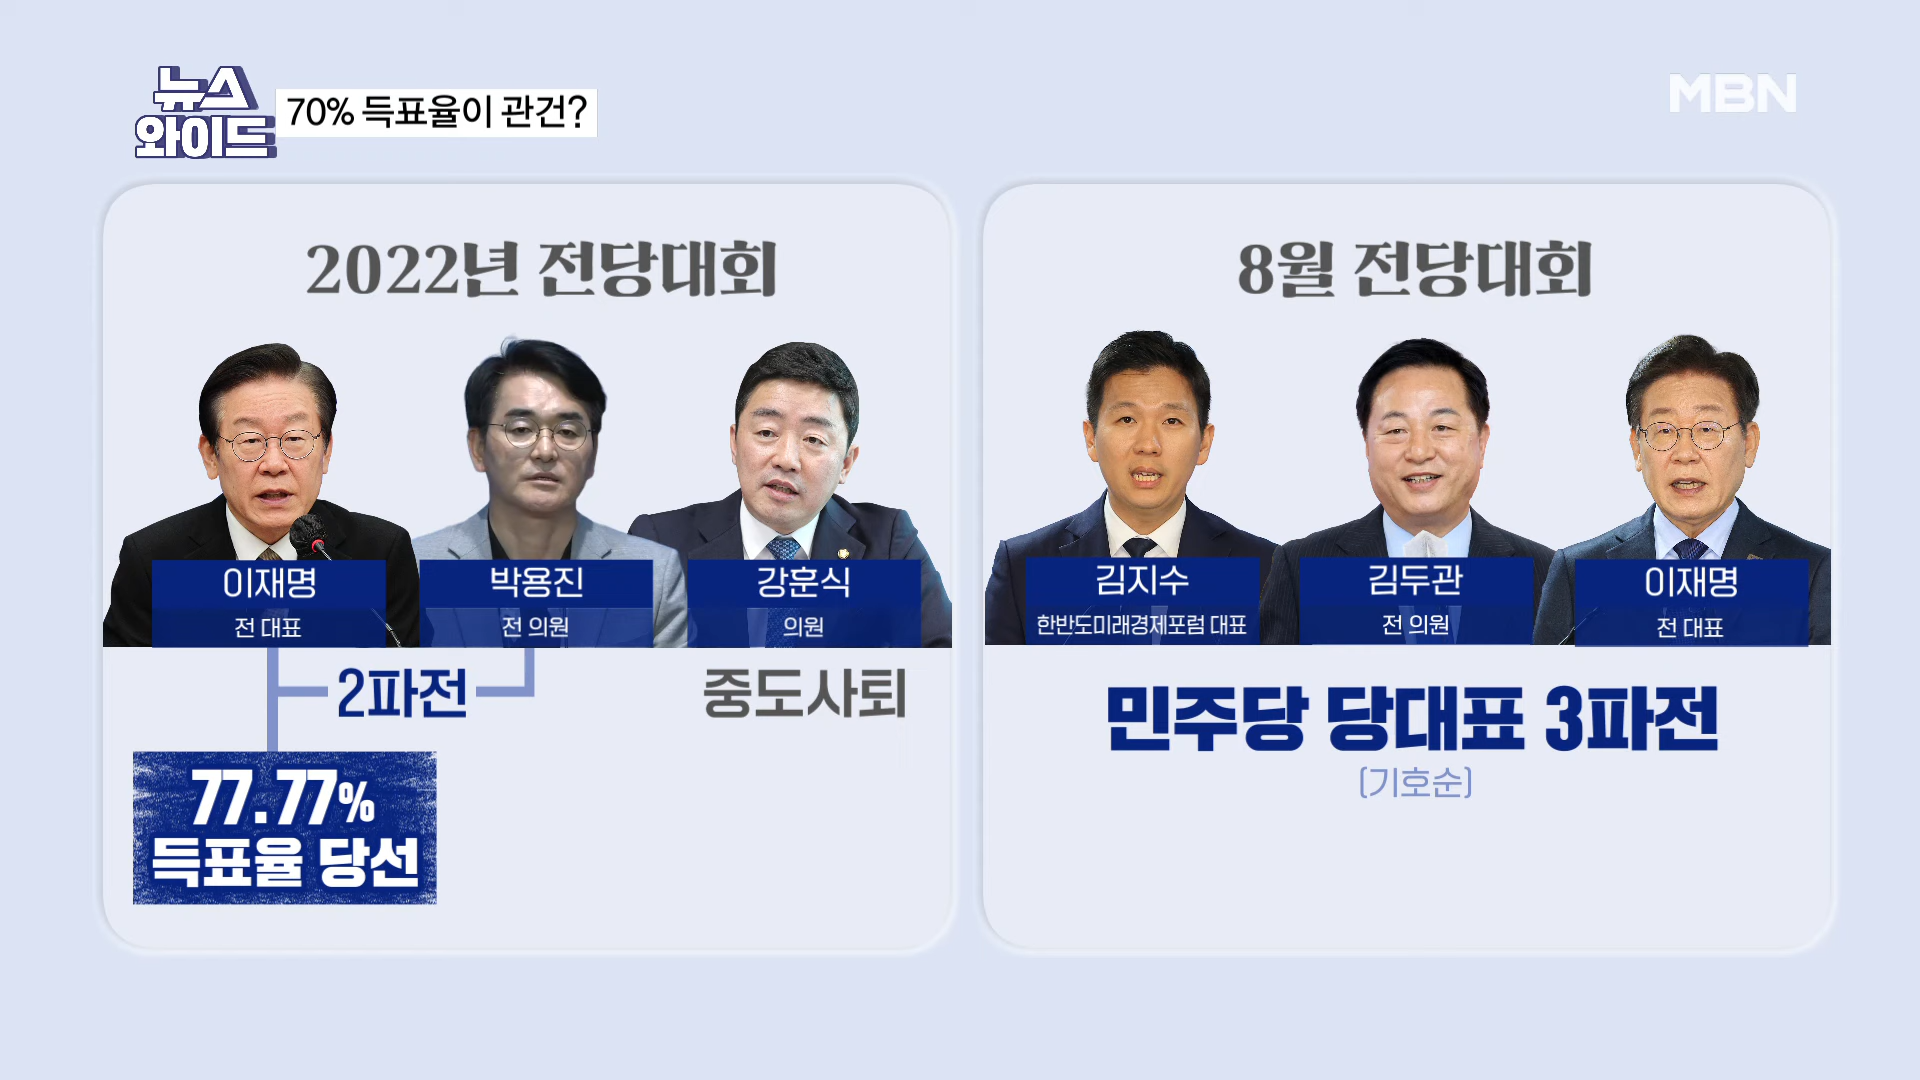 뉴스
와이드
70% 득표율이 관건?
MBN
2022년 전당대회
이재명
전 대표
박용진
전 의원
강훈식
의원
2파전
중도사퇴
77.77%
득표율 당선
8월 전당대회
김지수
한반도미래경제포럼 대표
김두관
전 의원
이재명
전 대표
민주당 당대표 3파전
(기호순)